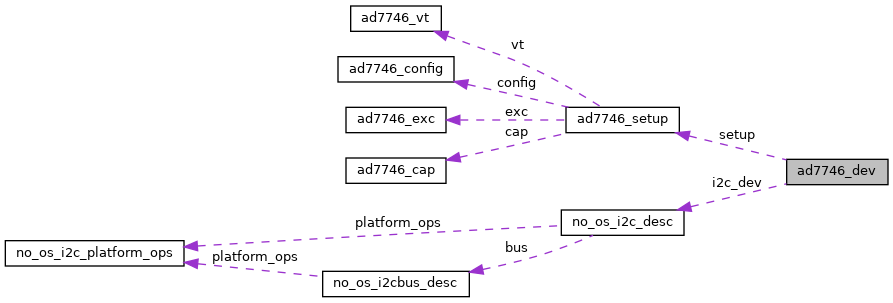 ad7746_vt
vt
ad7746_config
config
ad7746_exc
exc
ad7746_setup
cap
setup
ad7746_cap
ad7746_dev
i2c_dev
platform_ops
no_os_i2c_desc
no_os_i2c_platform_ops
platform_ops
bus
no_os_i2cbus_desc